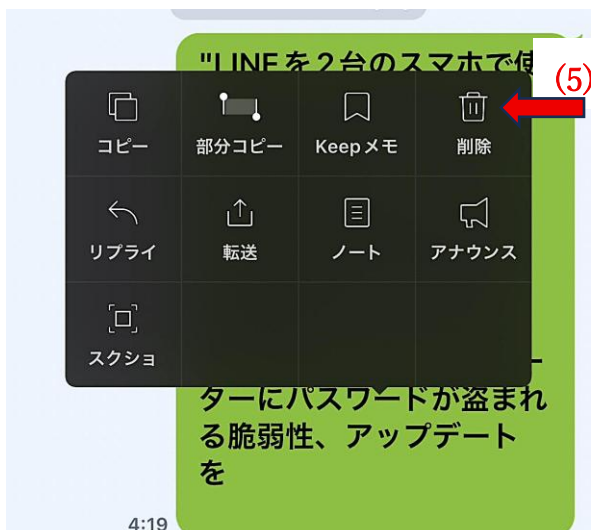 "LINEを２台のスマホで使
(5)
コピー 部分コピー Keepメモ 削除
リプライ 転送 ノート アナウンス
スクショ
ターにパスワードが盗まれ
る脆弱性、アップデート
を
4:19